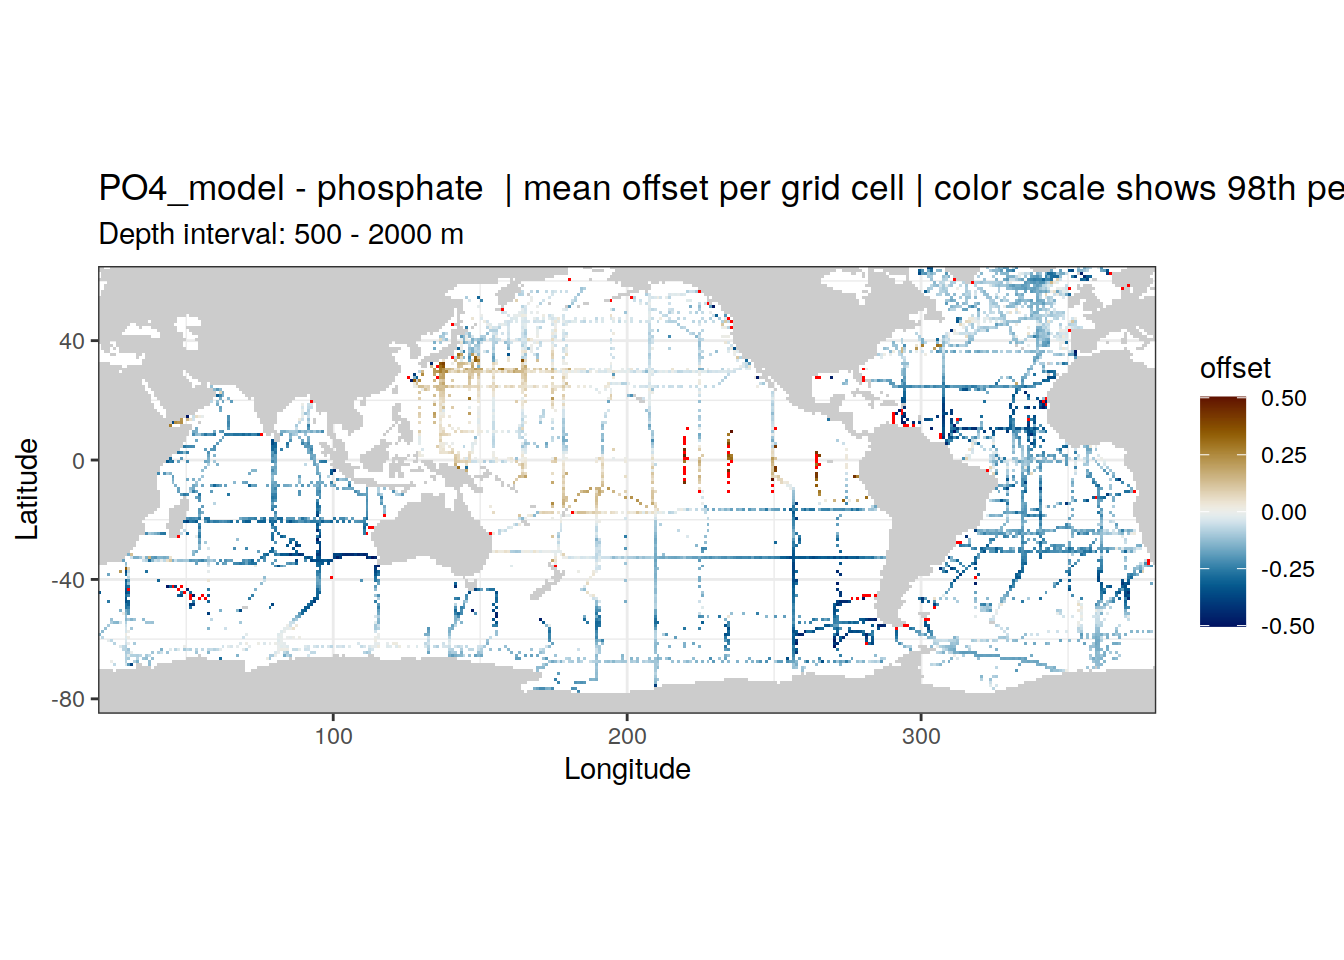 PO4_model - phosphate  | mean offset per grid cell | color scale shows 98th pe
Depth interval: 500 - 2000 m
Latitude
40
0
-40
-80
100
200
300
Longitude
offset
0.50
0.25
0.00
-0.25
-0.50